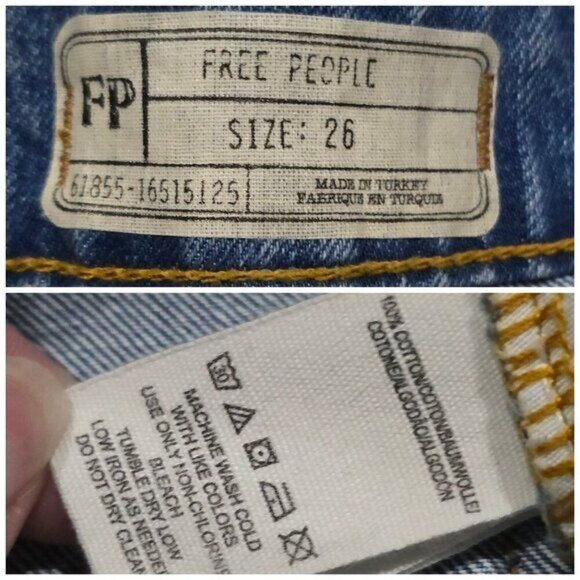 FP
FREE PEOPLE
SIZE: 26
61855-16515125
MADE IN TURKEY
FABRIQUE EN TURQUIE
30
MACHINE WASH COLD
WITH LIKE COLORS
USE ONLY NON-CHLORINE
BLEACH
TUMBLE DRY LOW
LOW IRON AS NEEDED
DO NOT DRY CLEAN
100% COTTON/COTON/BAUMWOLLE/
COTONE/ALGODAO/ALGODÓN